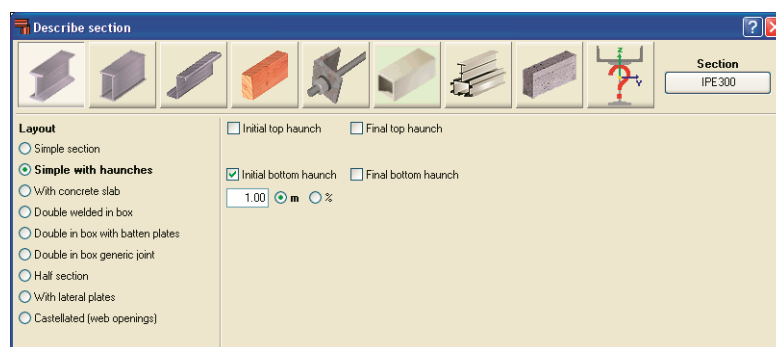 Describe section
Section
IPE300
z
Y
Layout
Simple section
Simple with haunches
With concrete slab
Double welded in box
Double in box with batten plates
Double in box generic joint
Half section
With lateral plates
Castellated (web openings)
Initial top haunch Final top haunch
Initial bottom haunch Final bottom haunch
1.00 m %